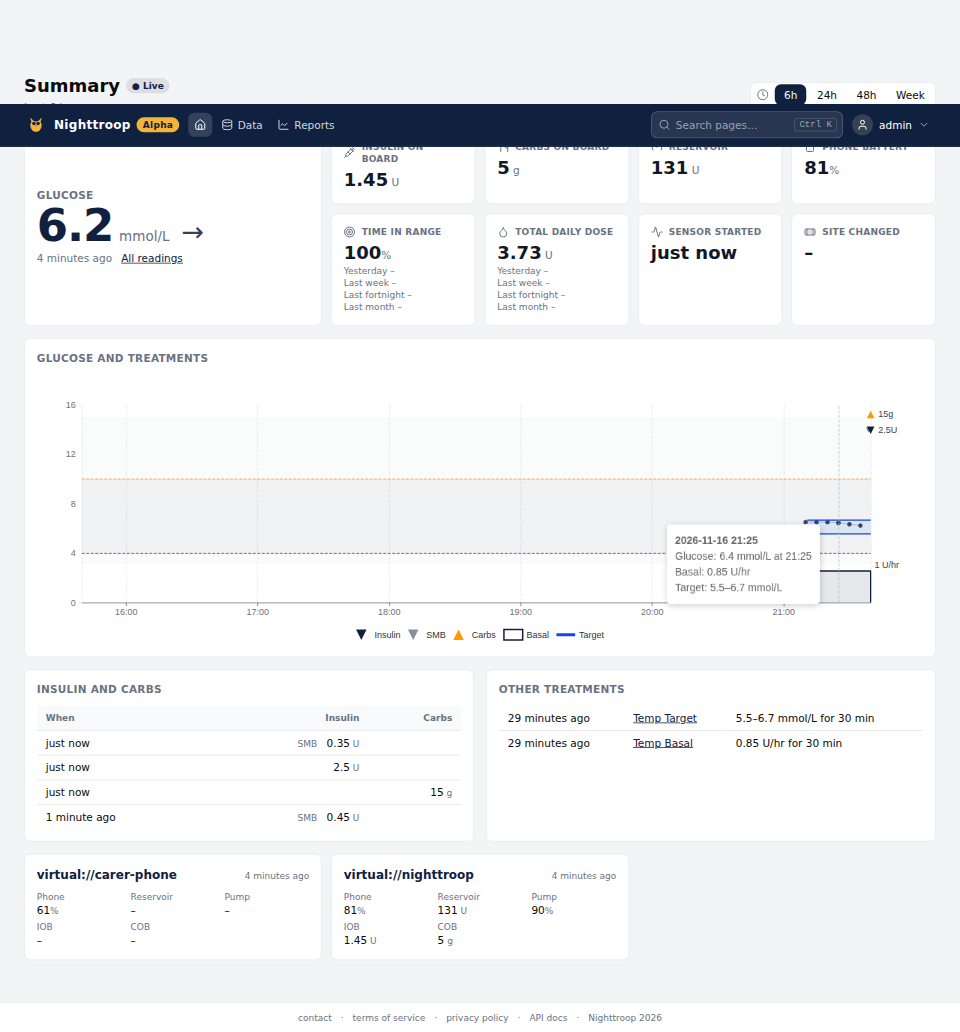 Summary ● Live
6h 24h 48h Week
Nighttroop Alpha Data Reports Search pages... Ctrl K admin
INSULIN ON BOARD
1.45 U
CARBS ON BOARD
5 g
RESERVOIR
131 U
PHONE BATTERY
81%
GLUCOSE
6.2 mmol/L →
4 minutes ago All readings
TIME IN RANGE
100%
Yesterday –
Last week –
Last fortnight –
Last month –
TOTAL DAILY DOSE
3.73 U
Yesterday –
Last week –
Last fortnight –
Last month –
SENSOR STARTED
just now
SITE CHANGED
–
GLUCOSE AND TREATMENTS
16
12
8
4
0
15g
2.5U
1 U/hr
2026-11-16 21:25
Glucose: 6.4 mmol/L at 21:25
Basal: 0.85 U/hr
Target: 5.5–6.7 mmol/L
16:00 17:00 18:00 19:00 20:00 21:00
Insulin SMB Carbs Basal Target
INSULIN AND CARBS
When Insulin Carbs
just now SMB 0.35 U
just now 2.5 U
just now 15 g
1 minute ago SMB 0.45 U
OTHER TREATMENTS
29 minutes ago Temp Target 5.5–6.7 mmol/L for 30 min
29 minutes ago Temp Basal 0.85 U/hr for 30 min
virtual://carer-phone 4 minutes ago
Phone Reservoir Pump
61% – –
IOB COB
– –
virtual://nighttroop 4 minutes ago
Phone Reservoir Pump
81% 131 U 90%
IOB COB
1.45 U 5 g
contact · terms of service · privacy policy · API docs · Nighttroop 2026